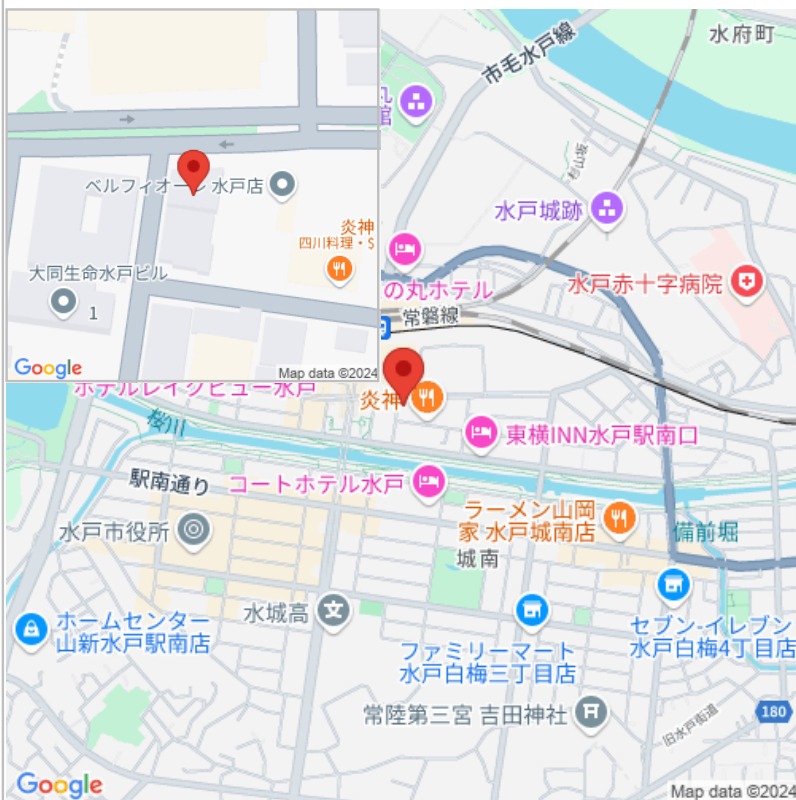 ベルフィオーレ 水戸店
炎神
四川料理・S
大同生命水戸ビル
1
Google
Map data ©2024
水府町
市毛水戸線
杉山坂
水戸城跡
水戸赤十字病院
の丸ホテル
常磐線
ホテルレイクビュー水戸
炎神
桜川
東横INN水戸駅南口
駅南通り
コートホテル水戸
ラーメン山岡
家 水戸城南店
水戸市役所
備前堀
城南
水城高
ホームセンター
山新水戸駅南店
ファミリーマート
水戸白梅三丁目店
セブン-イレブン
水戸白梅4丁目店
常陸第三宮 吉田神社
180
旧水戸街道
Google
Map data ©2024